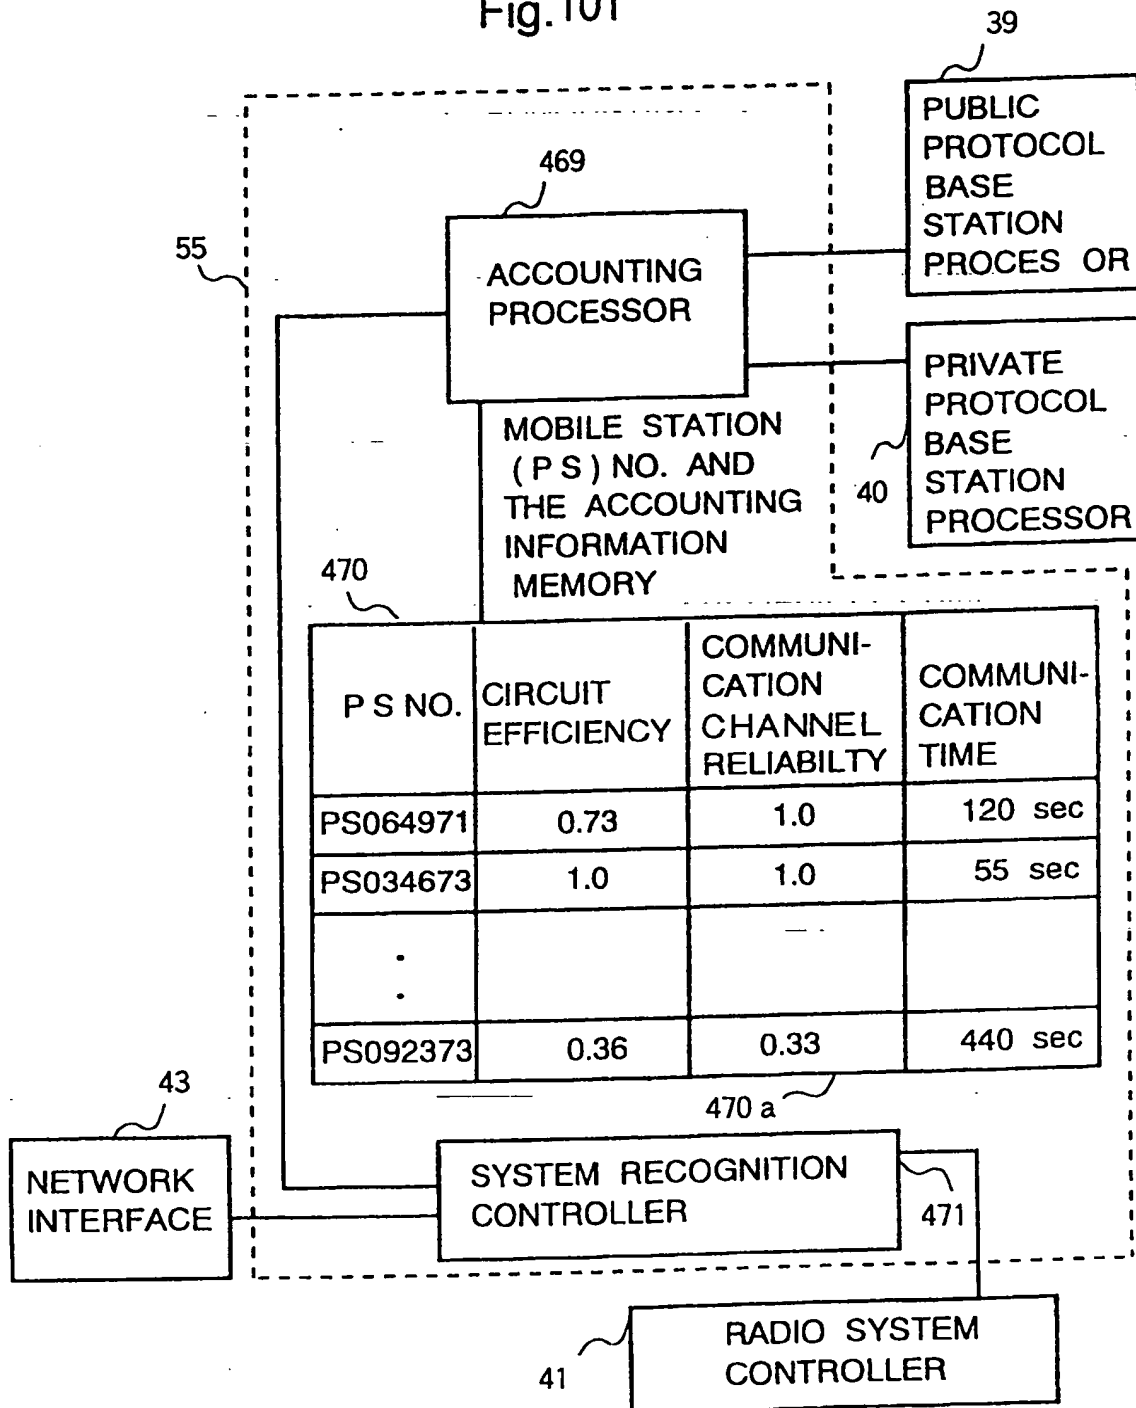 Fig.101
39
PUBLIC
PROTOCOL
BASE
STATION
PROCES OR
469
55
ACCOUNTING
PROCESSOR
PRIVATE
PROTOCOL
BASE
STATION
PROCESSOR
40
MOBILE STATION
(PS) NO. AND
THE ACCOUNTING
INFORMATION
MEMORY
470
PS NO.
CIRCUIT
EFFICIENCY
COMMUNI-
CATION
CHANNEL
RELIABILTY
COMMUNI-
CATION
TIME
PS064971 0.73 1.0 120 sec
PS034673 1.0 1.0 55 sec
PS092373 0.36 0.33 440 sec
470 a
43
NETWORK
INTERFACE
SYSTEM RECOGNITION
CONTROLLER
471
RADIO SYSTEM
CONTROLLER
41